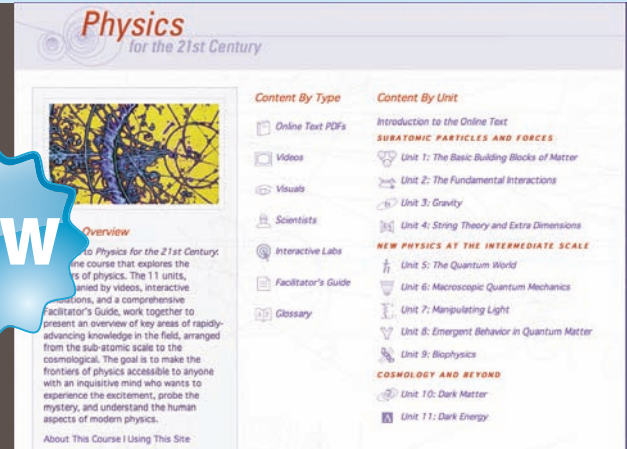 Physics
for the 21st Century
W
Overview
to Physics for the 21st Century.
ine course that explores the
rs of physics. The 11 units,
anied by videos, interactive
tions, and a comprehensive
Facilitator's Guide, work together to
present an overview of key areas of rapidly-
advancing knowledge in the field, arranged
from the sub-atomic scale to the
cosmological. The goal is to make the
frontiers of physics accessible to anyone
with an inquisitive mind who wants to
experience the excitement, probe the
mystery, and understand the human
aspects of modern physics.
About This Course | Using This Site
Content By Type
Online Text PDFs
Videos
Visuals
Scientists
Interactive Labs
Facilitator's Guide
Glossary
Content By Unit
Introduction to the Online Text
SUBATOMIC PARTICLES AND FORCES
Unit 1: The Basic Building Blocks of Matter
Unit 2: The Fundamental Interactions
Unit 3: Gravity
Unit 4: String Theory and Extra Dimensions
NEW PHYSICS AT THE INTERMEDIATE SCALE
Unit 5: The Quantum World
Unit 6: Macroscopic Quantum Mechanics
Unit 7: Manipulating Light
Unit 8: Emergent Behavior in Quantum Matter
Unit 9: Biophysics
COSMOLOGY AND BEYOND
Unit 10: Dark Matter
Unit 11: Dark Energy